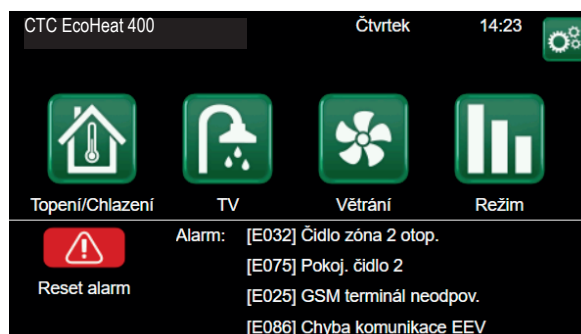 CTC EcoHeat 400 Čtvrtek 14:23
Topení/Chlazení TV Větrání Režim
Alarm: [E032] Čidlo zóna 2 otop.
[E075] Pokoj. čidlo 2
Reset alarm
[E025] GSM terminál neodpov.
[E086] Chyba komunikace EEV